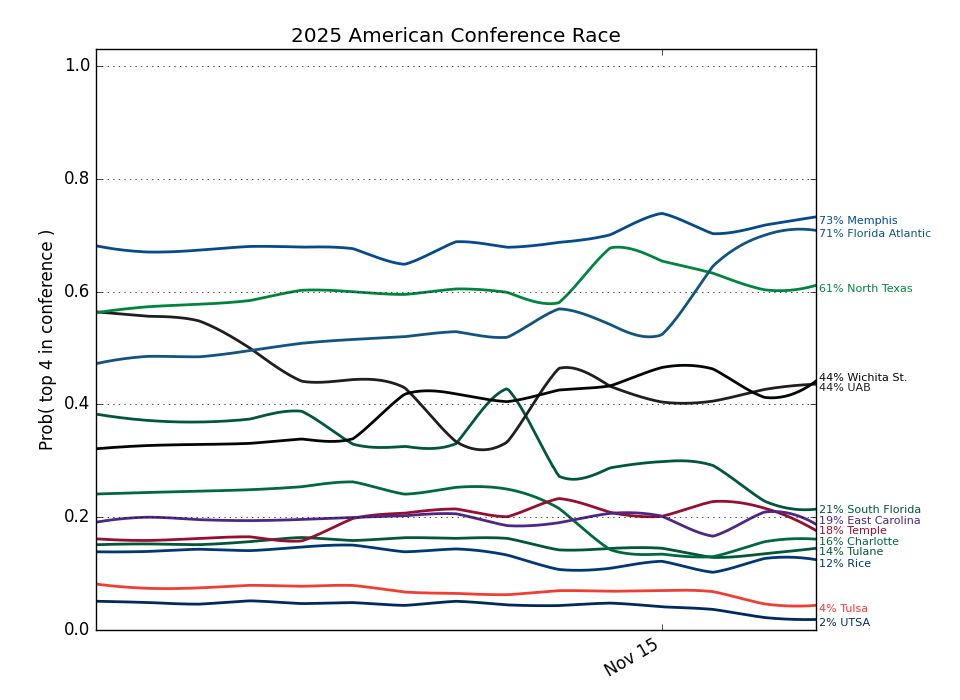 2025 American Conference Race
1.0
0.8
0.6
0.4
0.2
0.0
Prob( top 4 in conference )
Nov 15
73% Memphis
71% Florida Atlantic
61% North Texas
44% Wichita St.
44% UAB
21% South Florida
19% East Carolina
18% Temple
16% Charlotte
14% Tulane
12% Rice
4% Tulsa
2% UTSA